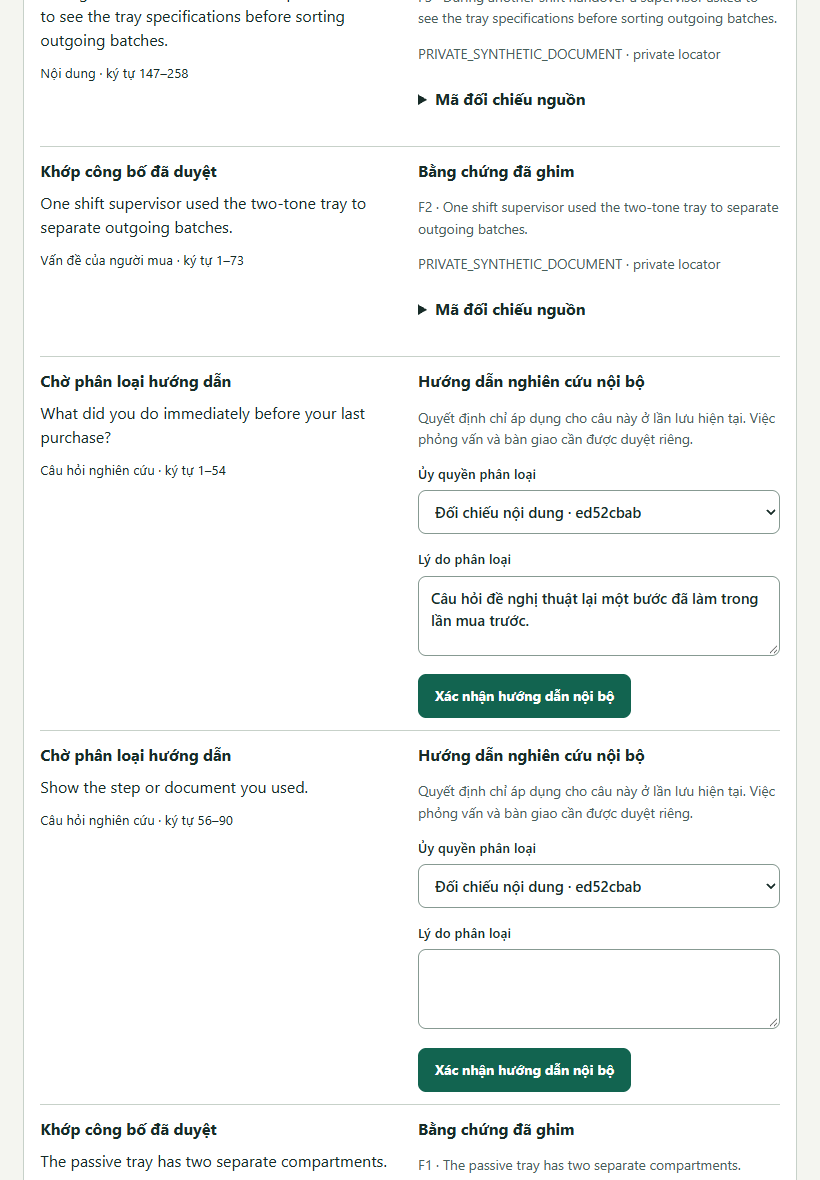 to see the tray specifications before sorting
outgoing batches.
Nội dung · ký tự 147–258
see the tray specifications before sorting outgoing batches.
PRIVATE_SYNTHETIC_DOCUMENT · private locator
Mã đối chiếu nguồn
Khớp công bố đã duyệt
One shift supervisor used the two-tone tray to
separate outgoing batches.
Vấn đề của người mua · ký tự 1–73
Bằng chứng đã ghim
F2 · One shift supervisor used the two-tone tray to separate
outgoing batches.
PRIVATE_SYNTHETIC_DOCUMENT · private locator
Mã đối chiếu nguồn
Chờ phân loại hướng dẫn
What did you do immediately before your last
purchase?
Câu hỏi nghiên cứu · ký tự 1–54
Hướng dẫn nghiên cứu nội bộ
Quyết định chỉ áp dụng cho câu này ở lần lưu hiện tại. Việc
phỏng vấn và bàn giao cần được duyệt riêng.
Ủy quyền phân loại
Đối chiếu nội dung · ed52cbab
Lý do phân loại
Câu hỏi đề nghị thuật lại một bước đã làm trong
lần mua trước.
Xác nhận hướng dẫn nội bộ
Chờ phân loại hướng dẫn
Show the step or document you used.
Câu hỏi nghiên cứu · ký tự 56–90
Hướng dẫn nghiên cứu nội bộ
Quyết định chỉ áp dụng cho câu này ở lần lưu hiện tại. Việc
phỏng vấn và bàn giao cần được duyệt riêng.
Ủy quyền phân loại
Đối chiếu nội dung · ed52cbab
Lý do phân loại
Xác nhận hướng dẫn nội bộ
Khớp công bố đã duyệt
The passive tray has two separate compartments.
Bằng chứng đã ghim
F1 · The passive tray has two separate compartments.